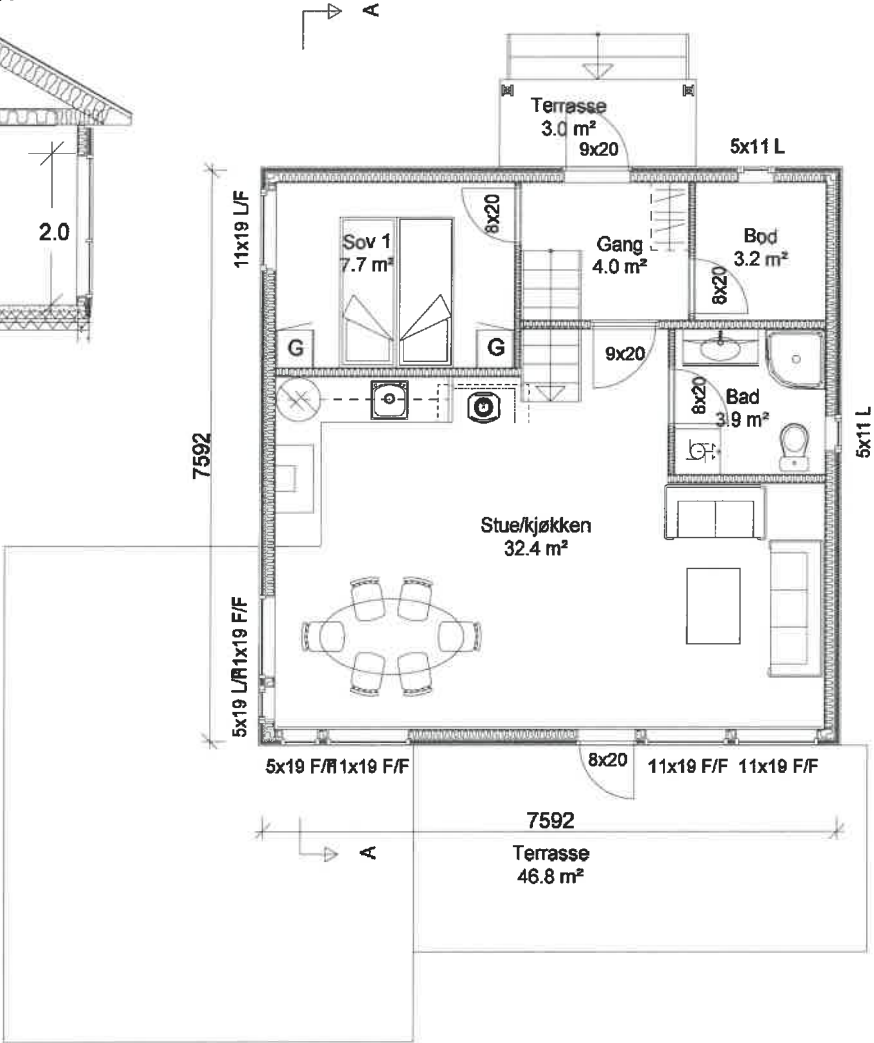 A
Terrasse
3.0 m²
9x20
5x11 L
2.0
11x19 L/F
Sov 1
7.7 m²
8x20
Gang
4.0 m²
Bod
3.2 m²
8x20
G
G
9x20
8x20
Bad
3.9 m²
5x11 L
7592
Stue/kjøkken
32.4 m²
11x19 F/F
5x19 L/F
5x19 F/F
11x19 F/F
8x20
11x19 F/F
11x19 F/F
7592
A
Terrasse
46.8 m²